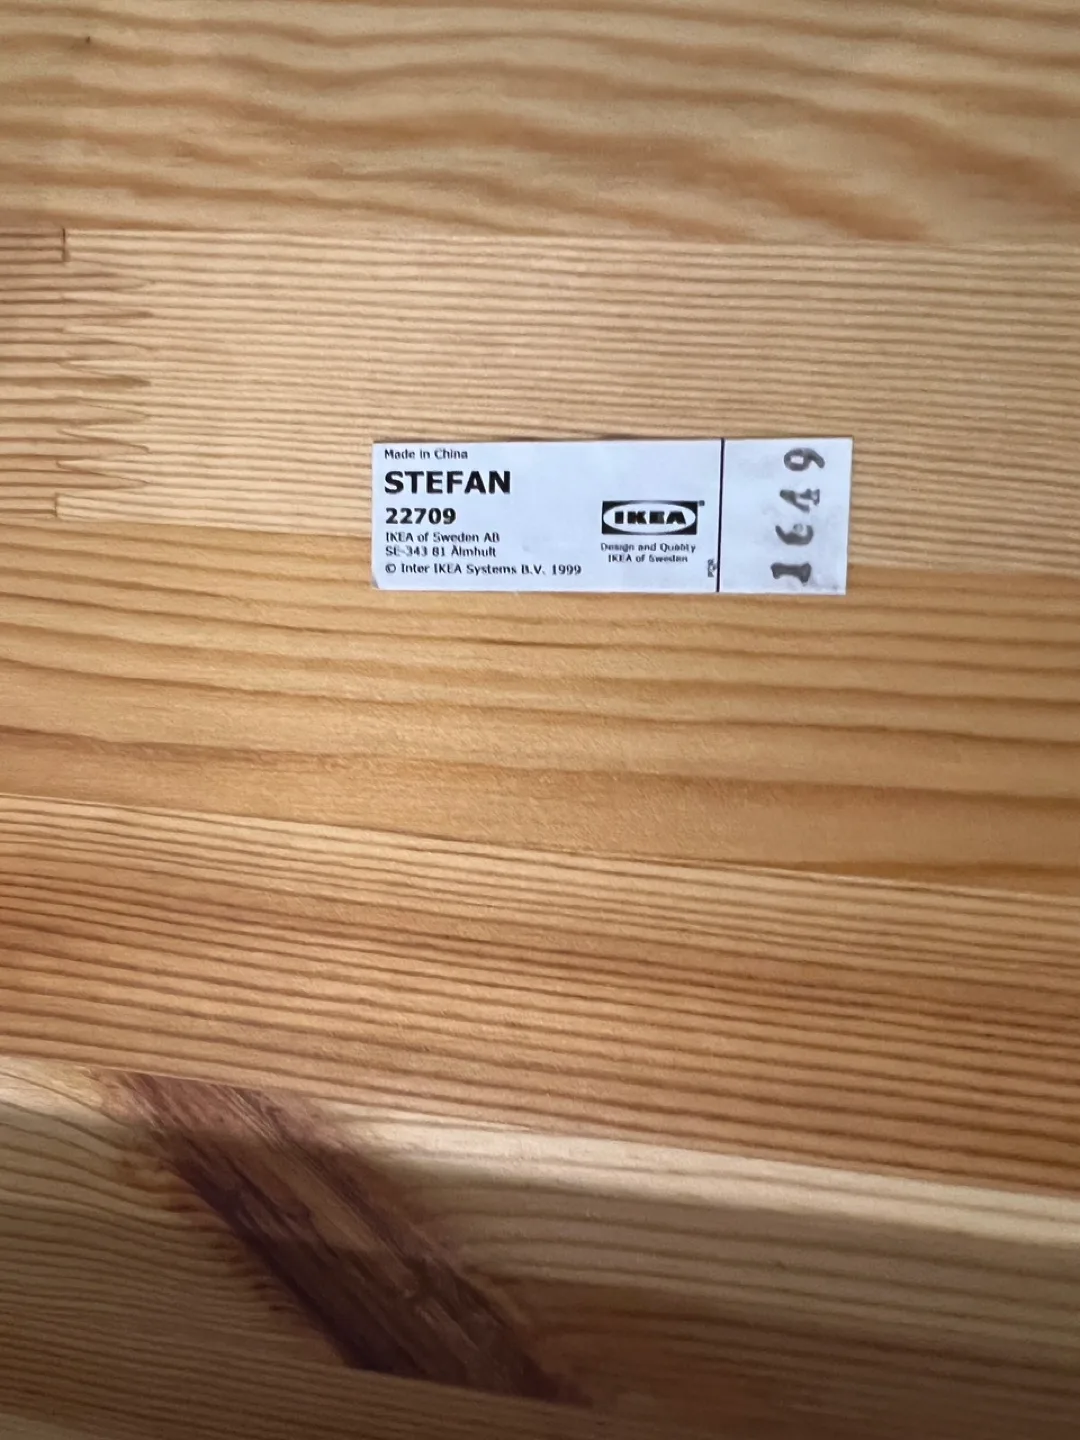 Made in China
STEFAN
22709
IKEA of Sweden AB
SE-343 81 Älmhult
© Inter IKEA Systems B.V. 1999
IKEA®
Design and Quality
IKEA of Sweden
1649